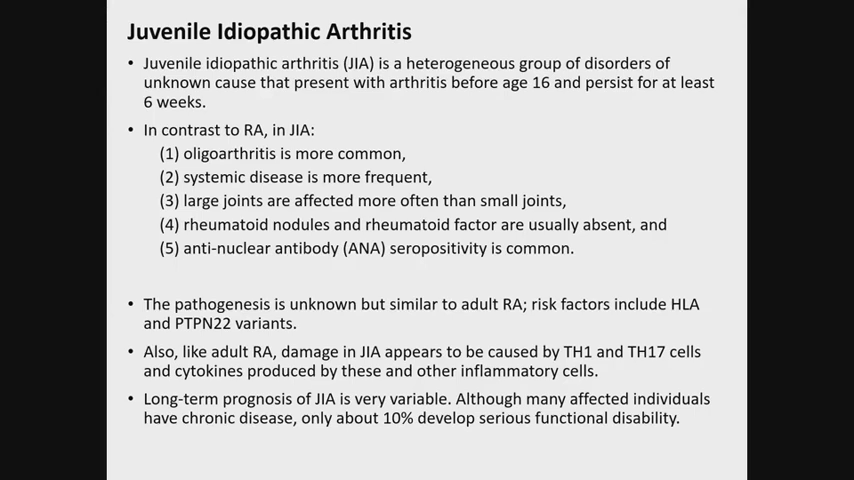 Juvenile Idiopathic Arthritis
• Juvenile idiopathic arthritis (JIA) is a heterogeneous group of disorders of
unknown cause that present with arthritis before age 16 and persist for at least
6 weeks.
• In contrast to RA, in JIA:
(1) oligoarthritis is more common,
(2) systemic disease is more frequent,
(3) large joints are affected more often than small joints,
(4) rheumatoid nodules and rheumatoid factor are usually absent, and
(5) anti-nuclear antibody (ANA) seropositivity is common.
• The pathogenesis is unknown but similar to adult RA; risk factors include HLA
and PTPN22 variants.
• Also, like adult RA, damage in JIA appears to be caused by TH1 and TH17 cells
and cytokines produced by these and other inflammatory cells.
• Long-term prognosis of JIA is very variable. Although many affected individuals
have chronic disease, only about 10% develop serious functional disability.